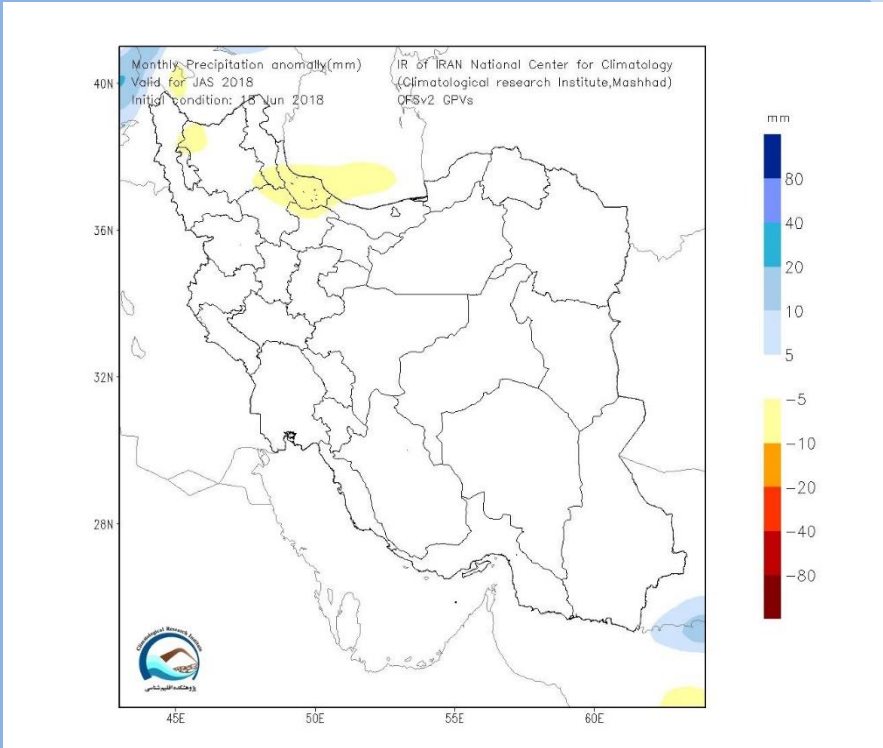 Monthly Precipitation anomally(mm)
Valid for JAS 2018
Initial condition: 18 Jun 2018
IR of IRAN National Center for Climatology
(Climatological research Institute,Mashhad)
CFSv2 GPVs
40N
36N
32N
28N
45E
50E
55E
60E
mm
80
40
20
10
5
-5
-10
-20
-40
-80
Climatological Research Institute
پژوهشکده اقلیم شناسی